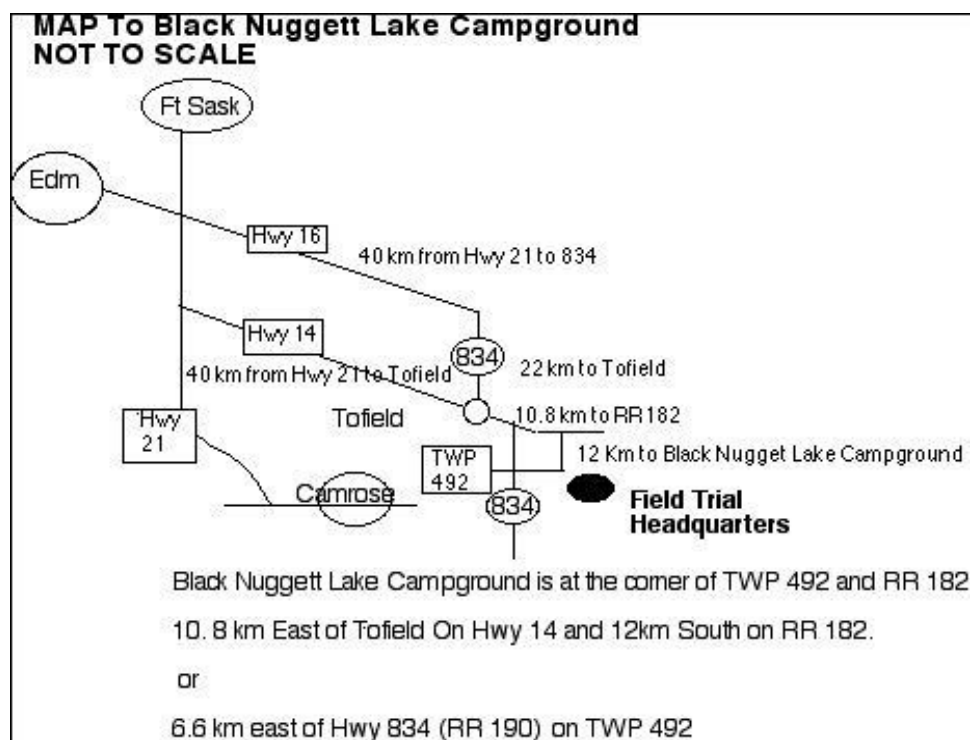 MAP To Black Nuggett Lake Campground
NOT TO SCALE
Ft Sask
Edm
Hwy 16
40 km from Hwy 21 to 834
Hwy 14
834
22 km to Tofield
40 km from Hwy 21 to Tofield
Tofield
10.8 km to RR 182
Hwy
21
TWP
492
12 Km to Black Nugget Lake Campground
Camrose
834
Field Trial
Headquarters
Black Nuggett Lake Campground is at the corner of TWP 492 and RR 182
10. 8 km East of Tofield On Hwy 14 and 12km South on RR 182.
or
6.6 km east of Hwy 834 (RR 190) on TWP 492